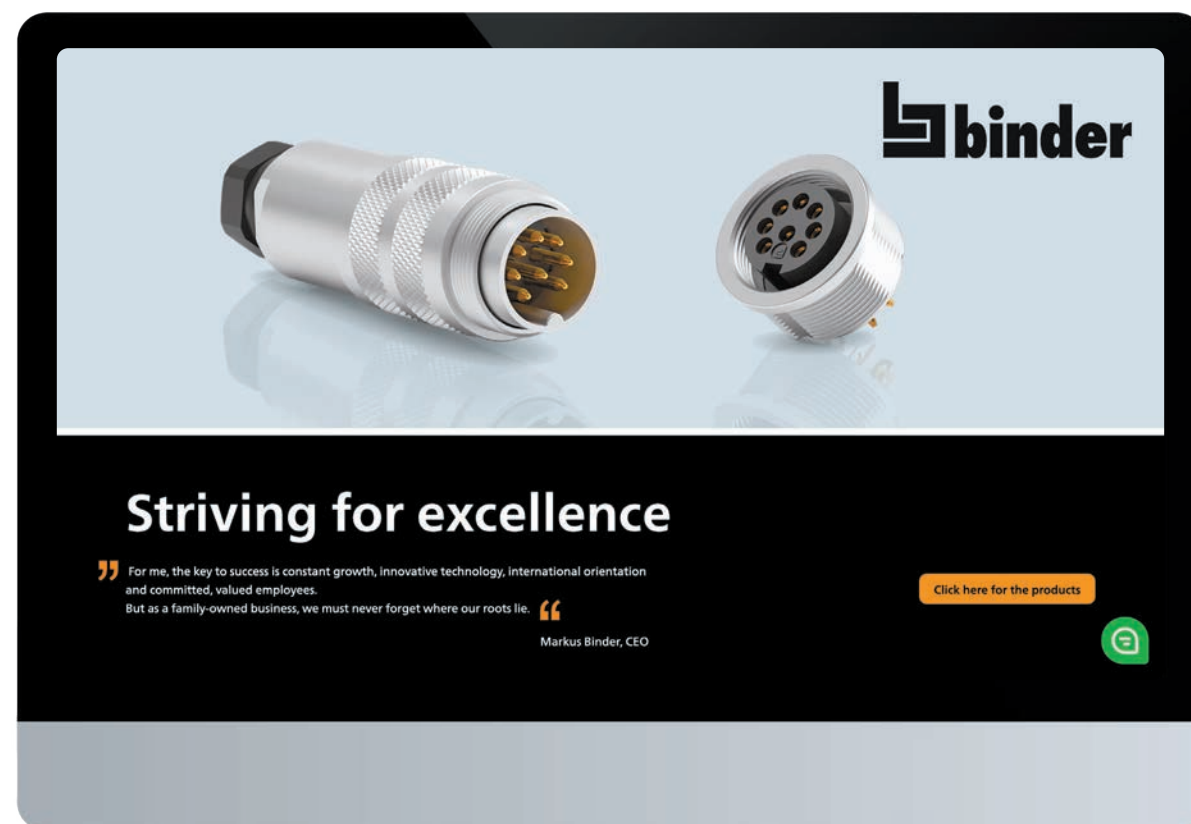 binder
Striving for excellence
” For me, the key to success is constant growth, innovative technology, international orientation
and committed, valued employees.
But as a family-owned business, we must never forget where our roots lie. “
Markus Binder, CEO
Click here for the products